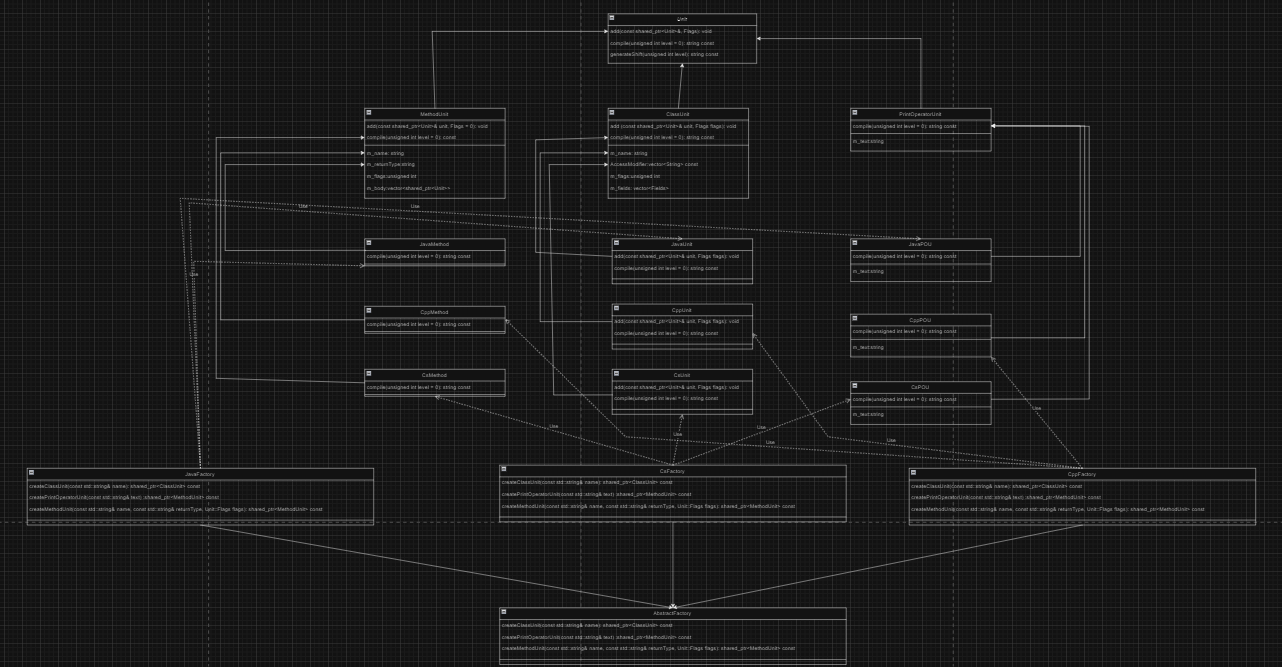 Unit
add(const shared_ptr<Unit>&, Flags): void
compile(unsigned int level = 0): string const
generateShift(unsigned int level): string const
MethodUnit
add(const shared_ptr<Unit>& unit, Flags = 0): void
compile(unsigned int level = 0): const
m_name: string
m_returnType:string
m_flags:unsigned int
m_body:vector<shared_ptr<Unit>>
ClassUnit
add (const shared_ptr<Unit>& unit, Flags flags): void
compile(unsigned int level = 0): string const
m_name: string
AccessModifier:vector<String> const
m_flags:unsigned int
m_fields: vector<Fields>
PrintOperatorUnit
compile(unsigned int level = 0): string const
m_text:string
Use
Use
JavaMethod
compile(unsigned int level = 0): string const
JavaUnit
add(const shared_ptr<Unit>& unit, Flags flags): void
compile(unsigned int level = 0): string const
JavaPOU
compile(unsigned int level = 0): string const
m_text:string
Use
CppMethod
compile(unsigned int level = 0): string const
CppUnit
add(const shared_ptr<Unit>& unit, Flags flags): void
compile(unsigned int level = 0): string const
CppPOU
compile(unsigned int level = 0): string const
m_text:string
CsMethod
compile(unsigned int level = 0): string const
CsUnit
add(const shared_ptr<Unit>& unit, Flags flags): void
compile(unsigned int level = 0): string const
CsPOU
compile(unsigned int level = 0): string const
m_text:string
Use
Use
Use
Use
Use
Use
JavaFactory
createClassUnit(const std::string& name): shared_ptr<ClassUnit> const
createPrintOperatorUnit(const std::string& text): shared_ptr<MethodUnit> const
createMethodUnit(const std::string& name, const std::string& returnType, Unit::Flags flags): shared_ptr<MethodUnit> const
CsFactory
createClassUnit(const std::string& name): shared_ptr<ClassUnit> const
createPrintOperatorUnit(const std::string& text): shared_ptr<MethodUnit> const
createMethodUnit(const std::string& name, const std::string& returnType, Unit::Flags flags): shared_ptr<MethodUnit> const
CppFactory
createClassUnit(const std::string& name): shared_ptr<ClassUnit> const
createPrintOperatorUnit(const std::string& text): shared_ptr<MethodUnit> const
createMethodUnit(const std::string& name, const std::string& returnType, Unit::Flags flags): shared_ptr<MethodUnit> const
AbstractFactory
createClassUnit(const std::string& name): shared_ptr<ClassUnit> const
createPrintOperatorUnit(const std::string& text): shared_ptr<MethodUnit> const
createMethodUnit(const std::string& name, const std::string& returnType, Unit::Flags flags): shared_ptr<MethodUnit> const